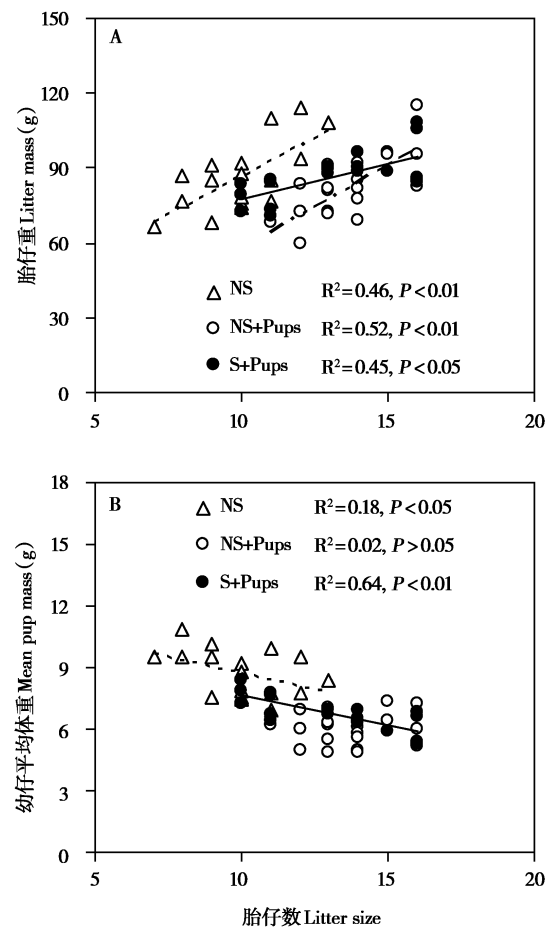 150
A
120
90
60
30
0
胎仔重 Litter mass (g)
NS R²=0.46, P<0.01
NS+Pups R²=0.52, P<0.01
S+Pups R²=0.45, P<0.05
5 10 15 20
18
B
15
12
9
6
3
0
幼仔平均体重 Mean pup mass (g)
NS R²=0.18, P<0.05
NS+Pups R²=0.02, P>0.05
S+Pups R²=0.64, P<0.01
5 10 15 20
胎仔数 Litter size